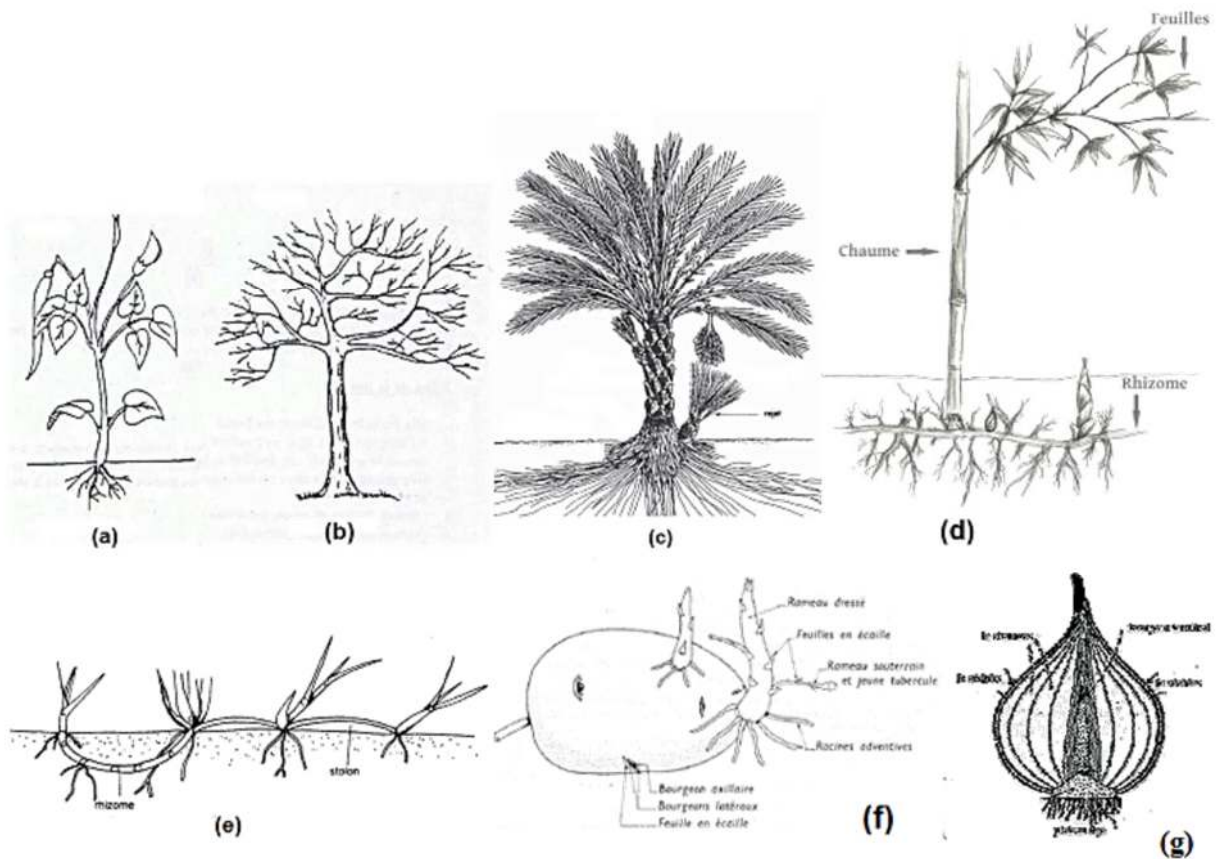 Feuilles
Chaume
Rhizome
rejet
(a)
(b)
(c)
(d)
Rameau dressé
Feuilles en écaille
Rameau souterrain
et jeune tubercule
Racines adventives
Bourgeon axillaire
Bourgeons latéraux
Feuille en écaille
stolon
rhizome
(e)
(f)
(g)